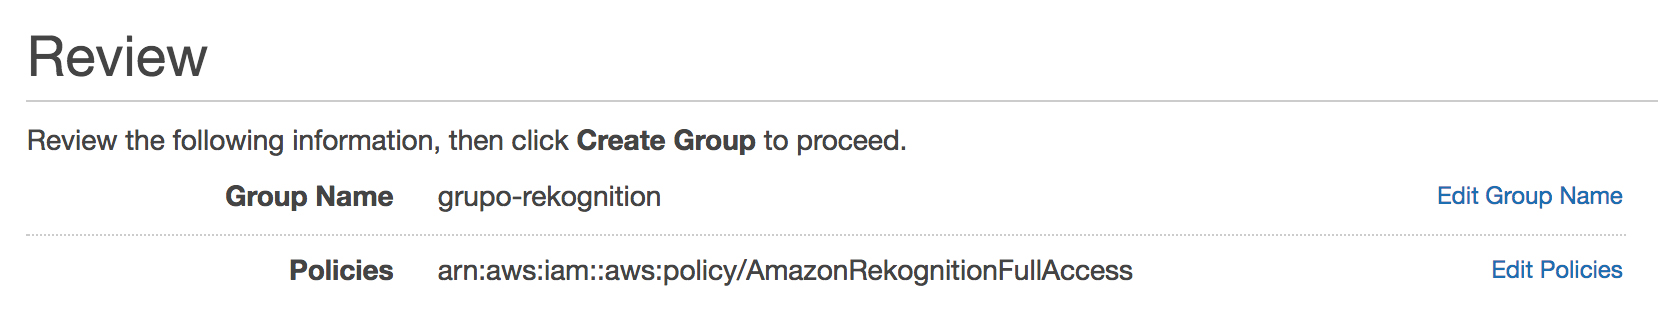 Review
Review the following information, then click Create Group to proceed.
Group Name grupo-rekognition Edit Group Name
Policies arn:aws:iam::aws:policy/AmazonRekognitionFullAccess Edit Policies